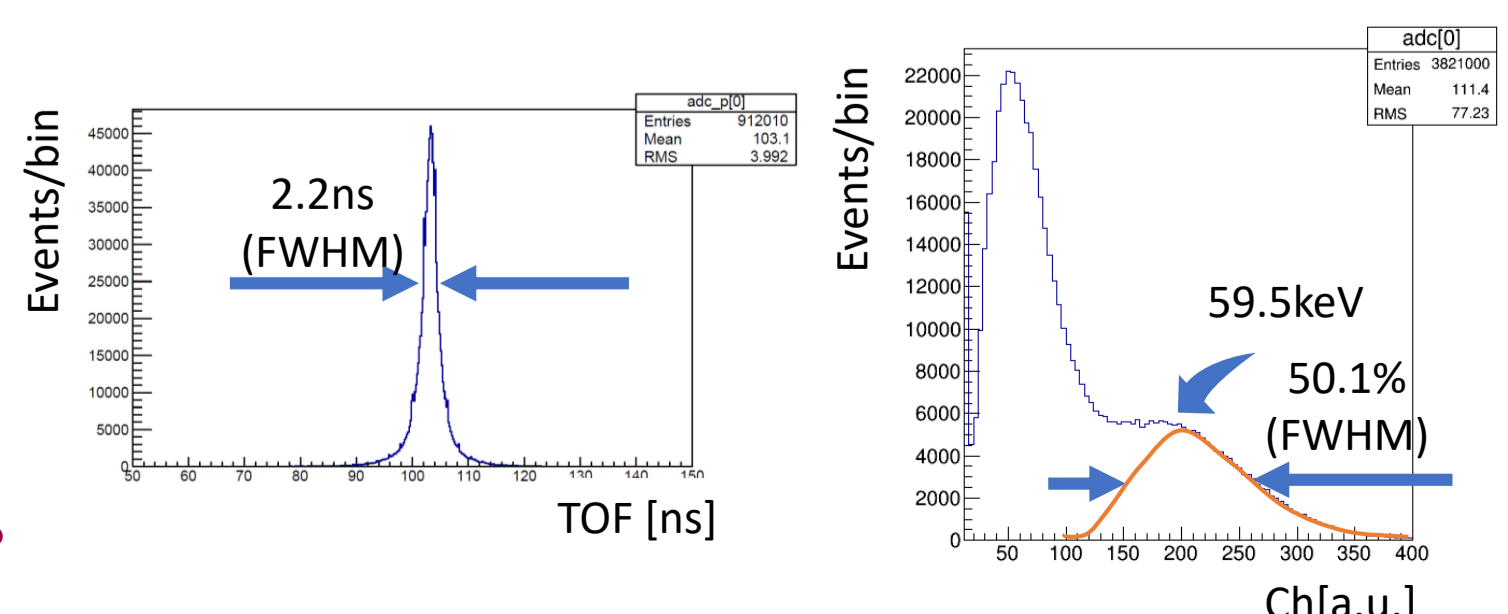 Events/bin
45000
40000
35000
30000
25000
20000
15000
10000
5000
0
50 60 70 80 90 100 110 120 130 140 150
TOF [ns]
2.2ns
(FWHM)
adc_p[0]
Entries 912010
Mean 103.1
RMS 3.992
Events/bin
22000
20000
18000
16000
14000
12000
10000
8000
6000
4000
2000
0
50 100 150 200 250 300 350 400
Ch[a.u.]
59.5keV
50.1%
(FWHM)
adc[0]
Entries 3821000
Mean 111.4
RMS 77.23